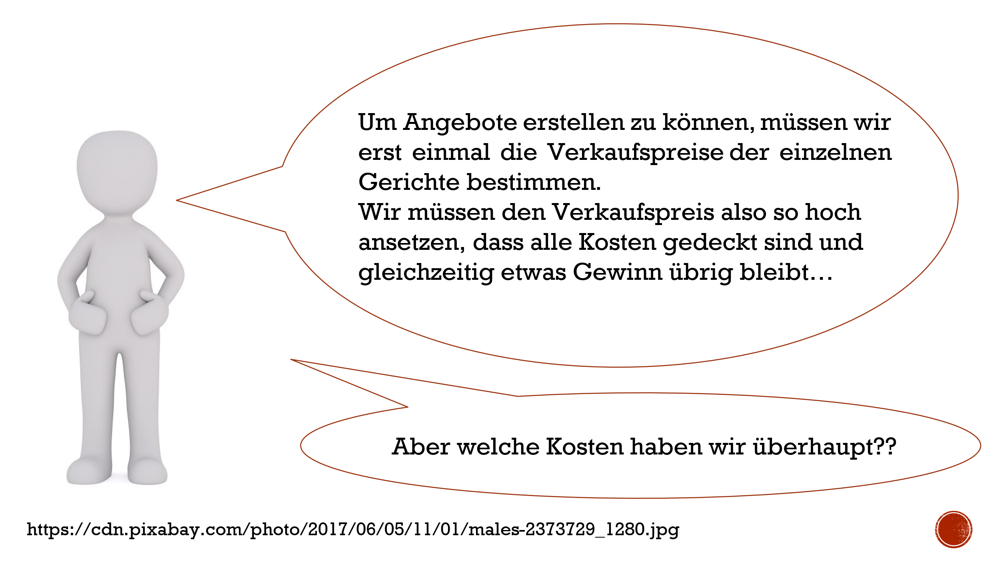 Um Angebote erstellen zu können, müssen wir
erst einmal die Verkaufspreise der einzelnen
Gerichte bestimmen.
Wir müssen den Verkaufspreis also so hoch
ansetzen, dass alle Kosten gedeckt sind und
gleichzeitig etwas Gewinn übrig bleibt…
Aber welche Kosten haben wir überhaupt??
https://cdn.pixabay.com/photo/2017/06/05/11/01/males-2373729_1280.jpg